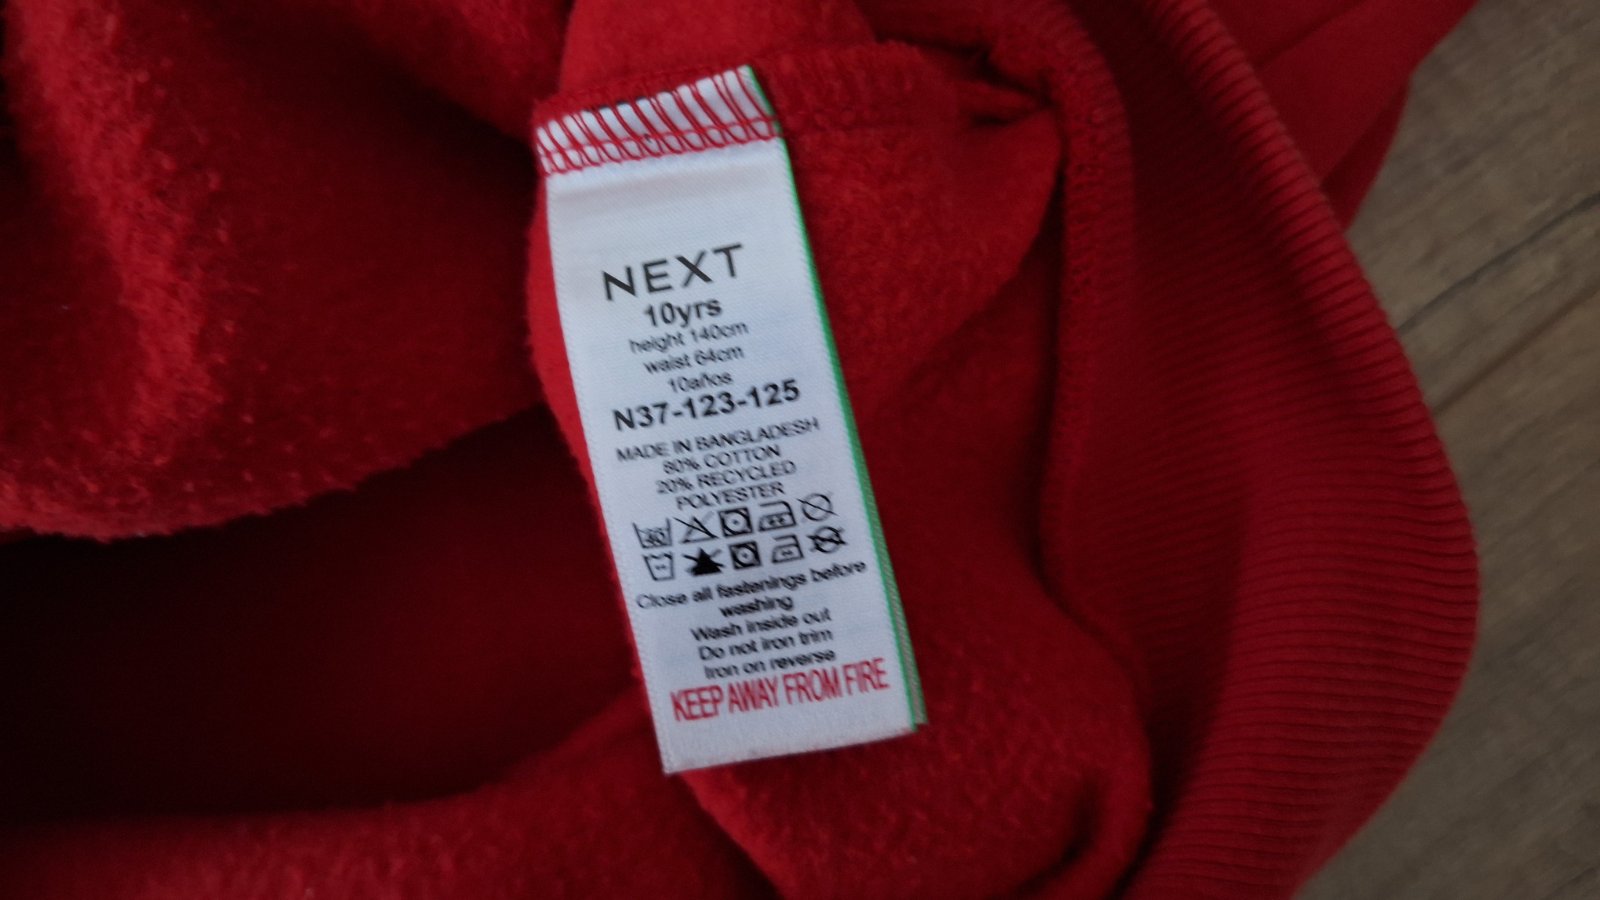 NEXT
10yrs
height 140cm
waist 64cm
10años
N37-123-125
MADE IN BANGLADESH
80% COTTON
20% RECYCLED
POLYESTER
40
Close all fastenings before
washing
Wash inside out
Do not iron trim
Iron on reverse
KEEP AWAY FROM FIRE